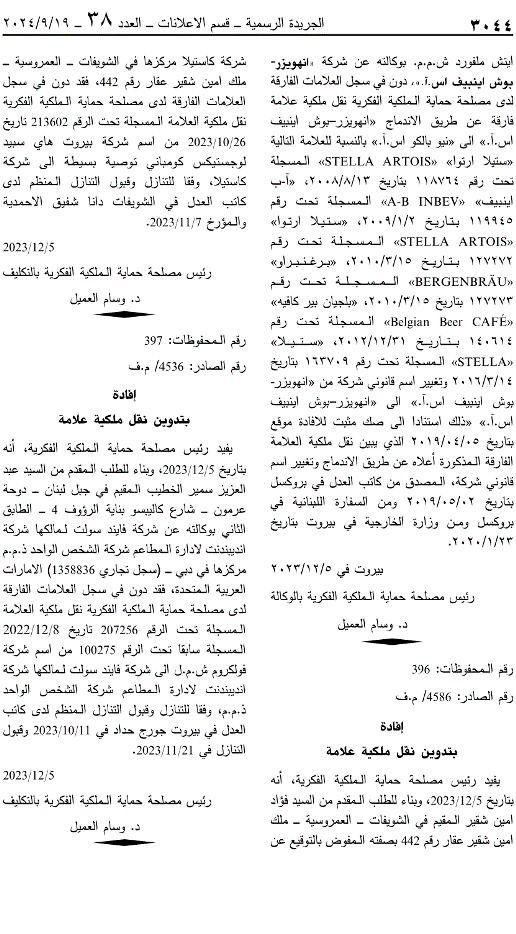 ٣٠٤٤
الجريدة الرسمية – قسم الاعلانات – العدد ٣٨ – ٢٠٢٤/٩/١٩
ايتش ملفورد ش.م.م. بوكالته عن شركة «انهويزر-
بوش اينبيف اس.آ.»، دون في سجل العلامات الفارقة
لدى مصلحة حماية الملكية الفكرية نقل ملكية علامة
فارقة عن طريق الاندماج «انهويزر–بوش اينبيف
اس.آ.» الى «نيو بالكو اس.آ.» بالنسبة للعلامة التالية
«ستيلا ارتوا» «STELLA ARTOIS» المسجلة
تحت رقم ١١٨٧٦٤ بتاريخ ٢٠٠٨/٨/١٣، «أ-ب
اينبيف» «A-B INBEV» المسجلة تحت رقم
١١٩٩٤٥ بتاريخ ٢٠٠٩/١/٢، «ستيلا ارتوا»
«STELLA ARTOIS» المسجلة تحت رقم
١٢٧٢٧٢ بتاريخ ٢٠١٠/٣/١٥، «برغنبراو»
«BERGENBRÄU» المسجلة تحت رقم
١٢٧٢٧٣ بتاريخ ٢٠١٠/٣/١٥، «بلجيان بير كافيه»
«Belgian Beer CAFÉ» المسجلة تحت رقم
١٤٠٦١٤ بتاريخ ٢٠١٢/١٢/٣١، «ستيلا»
«STELLA» المسجلة تحت رقم ١٦٣٧٠٩ بتاريخ
٢٠١٦/٣/١٤ وتغيير اسم قانوني شركة من «انهويزر-
بوش اينبيف اس.آ.» الى «انهويزر–بوش اينبيف
اس.آ.» «ذلك استنادا الى صك مثبت للافادة موقع
بتاريخ ٢٠١٩/٠٤/٠٥ الذي يبين نقل ملكية العلامة
الفارقة المذكورة أعلاه عن طريق الاندماج وتغيير اسم
قانوني شركة، المصدق من كاتب العدل في بروكسل
بتاريخ ٢٠١٩/٠٥/٠٢ ومن السفارة اللبنانية في
بروكسل ومن وزارة الخارجية في بيروت بتاريخ
٢٠٢٠/١/٢٣.
بيروت في ٢٠٢٣/١٢/٥
رئيس مصلحة حماية الملكية الفكرية بالوكالة
د. وسام العميل
رقم المحفوظات: 396
رقم الصادر: 4586/ م.ف
إفادة
بتدوين نقل ملكية علامة
يفيد رئيس مصلحة حماية الملكية الفكرية، أنه
بتاريخ 2023/12/5، وبناء للطلب المقدم من السيد فؤاد
امين شقير المقيم في الشويفات – العمروسية – ملك
امين شقير عقار رقم 442 بصفته المفوض بالتوقيع عن
شركة كاستيلا مركزها في الشويفات – العمروسية –
ملك امين شقير عقار رقم 442، فقد دون في سجل
العلامات الفارقة لدى مصلحة حماية الملكية الفكرية
نقل ملكية العلامة المسجلة تحت الرقم 213602 تاريخ
2023/10/26 من اسم شركة بيروت هاي سبيد
لوجستيكس كومباني توصية بسيطة الى شركة
كاستيلا، وفقا للتنازل وقبول التنازل المنظم لدى
كاتب العدل في الشويفات دانا شفيق الاحمدية
والمؤرخ 2023/11/7.
2023/12/5
رئيس مصلحة حماية الملكية الفكرية بالتكليف
د. وسام العميل
رقم المحفوظات: 397
رقم الصادر: 4536/ م.ف
إفادة
بتدوين نقل ملكية علامة
يفيد رئيس مصلحة حماية الملكية الفكرية، أنه
بتاريخ 2023/12/5، وبناء للطلب المقدم من السيد عبد
العزيز سمير الخطيب المقيم في جبل لبنان – دوحة
عرمون – شارع كاليبسو بناية الرؤوف 4 – الطابق
الثاني بوكالته عن شركة فايند سولت لمالكها شركة
اندبيندنت لادارة المطاعم شركة الشخص الواحد ذ.م.م
مركزها في دبي – (سجل تجاري 1358836) الامارات
العربية المتحدة، فقد دون في سجل العلامات الفارقة
لدى مصلحة حماية الملكية الفكرية نقل ملكية العلامة
المسجلة تحت الرقم 207256 تاريخ 2022/12/8
المسجلة سابقا تحت الرقم 100275 من اسم شركة
فولكروم ش.م.ل الى شركة فايند سولت لمالكها شركة
اندبيندنت لادارة المطاعم شركة الشخص الواحد
ذ.م.م، وفقا للتنازل وقبول التنازل المنظم لدى كاتب
العدل في بيروت جورج حداد في 2023/10/11 وقبول
التنازل في 2023/11/21.
2023/12/5
رئيس مصلحة حماية الملكية الفكرية بالتكليف
د. وسام العميل